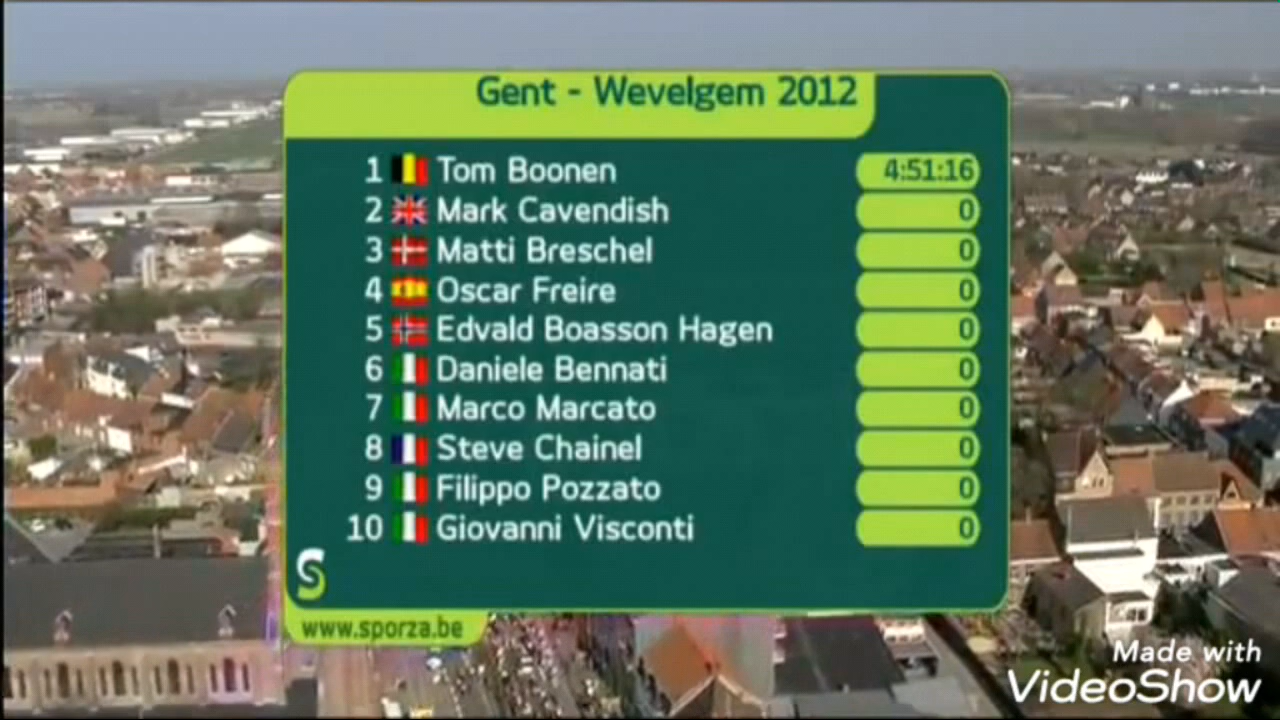 Gent - Wevelgem 2012
1 Tom Boonen 4:51:16
2 Mark Cavendish 0
3 Matti Breschel 0
4 Oscar Freire 0
5 Edvald Boasson Hagen 0
6 Daniele Bennati 0
7 Marco Marcato 0
8 Steve Chainel 0
9 Filippo Pozzato 0
10 Giovanni Visconti 0
S
www.sporza.be
Made with
VideoShow